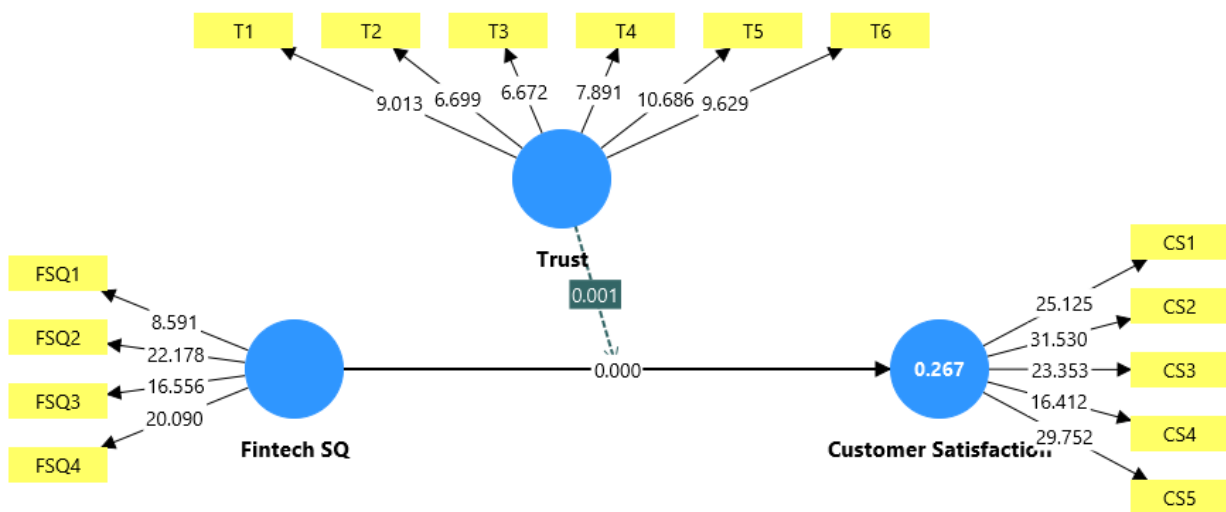 T1 T2 T3 T4 T5 T6
9.013 6.699 6.672 7.891 10.686 9.629
Trust
0.001
FSQ1
8.591
FSQ2
22.178
FSQ3
16.556
FSQ4
20.090
Fintech SQ
0.000
0.267
Customer Satisfaction
CS1
25.125
CS2
31.530
CS3
23.353
CS4
16.412
CS5
29.752